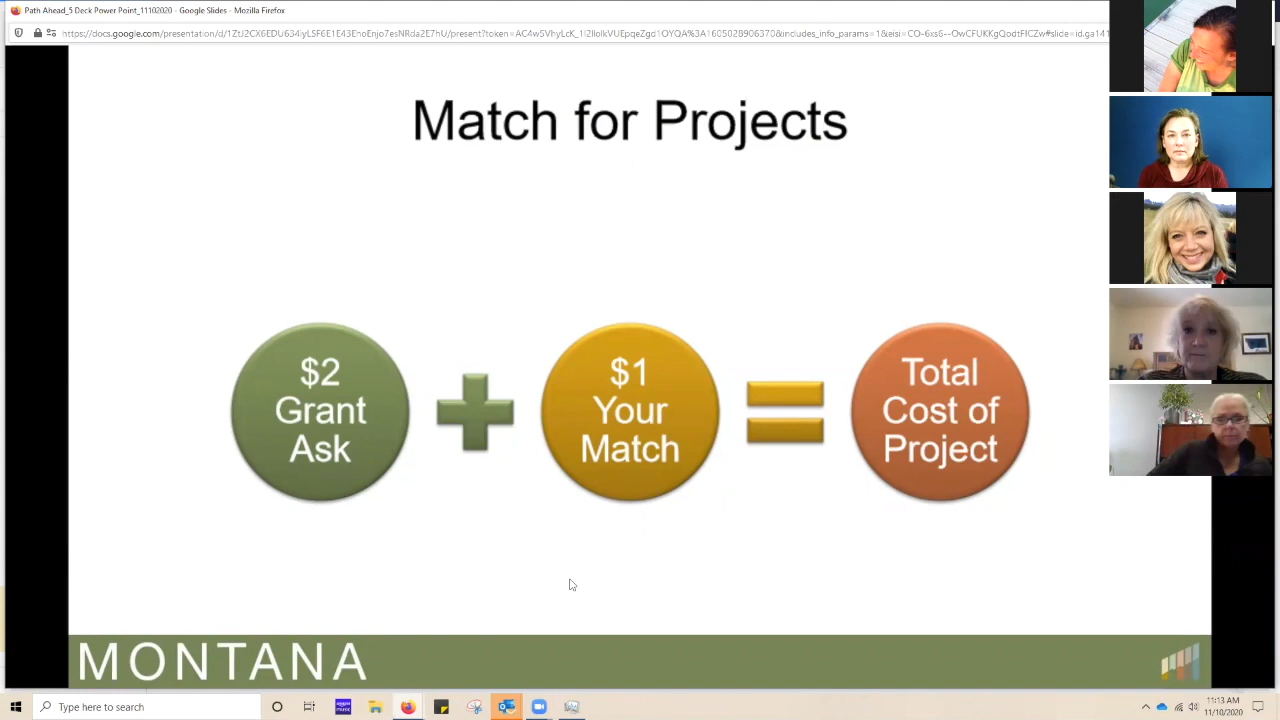 Path Ahead_5 Deck Power Point_11102020 - Google Slides - Mozilla Firefox
Match for Projects
$2
Grant
Ask
$1
Your
Match
Total
Cost of
Project
MONTANA
Type here to search
11:13 AM
11/10/2020